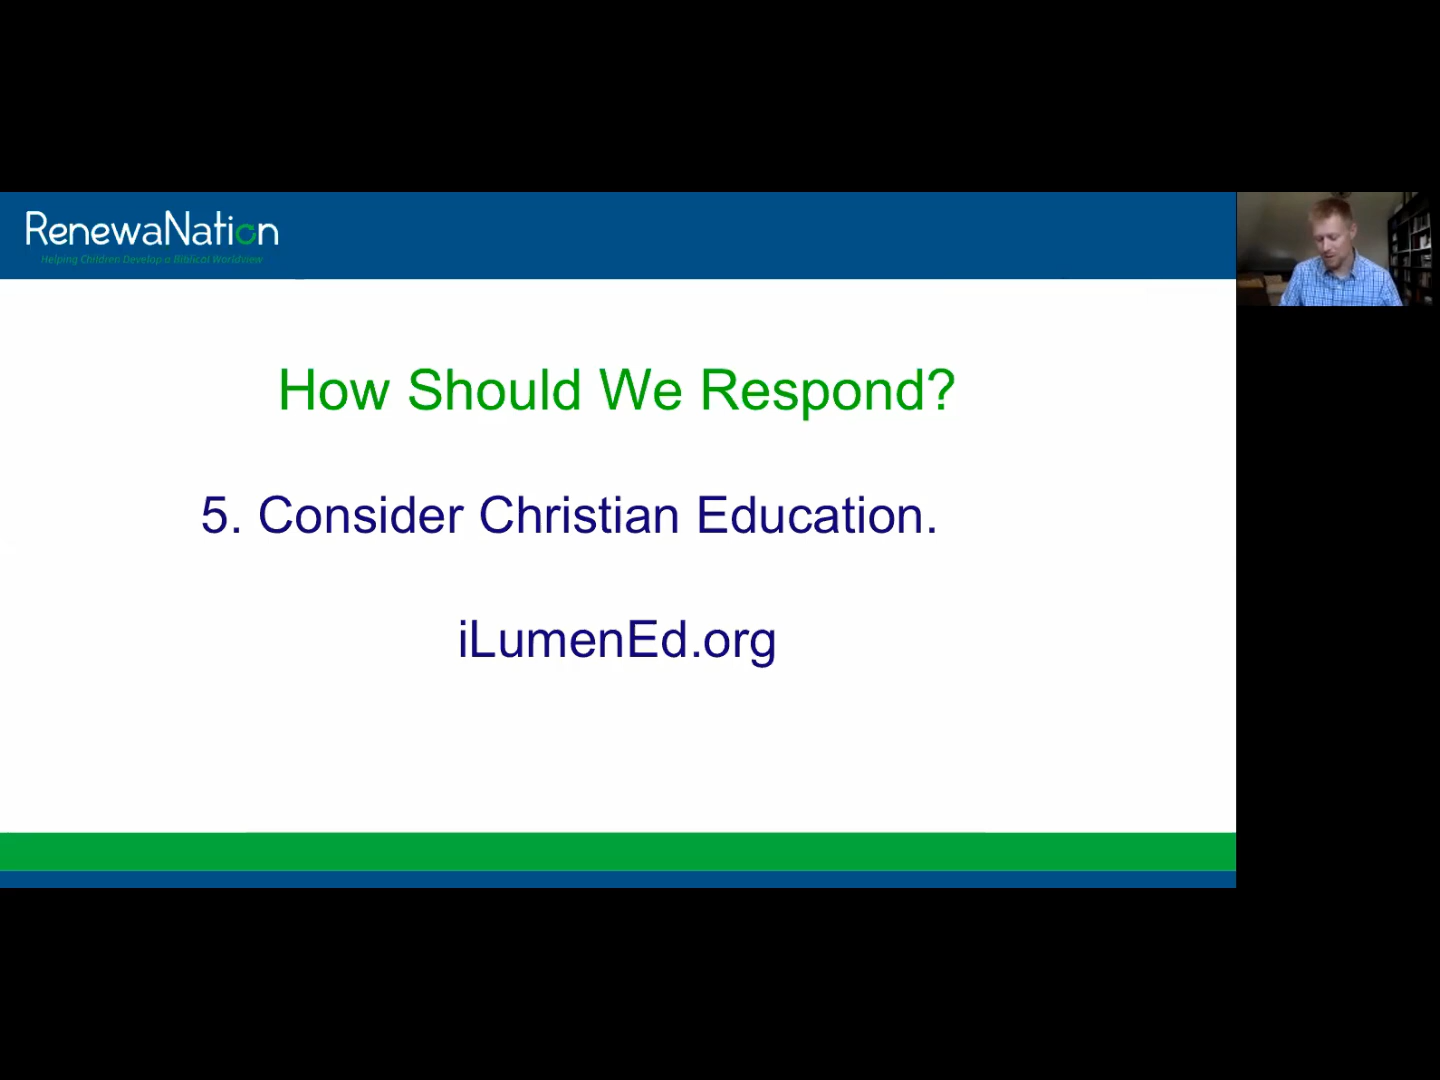 RenewaNation
Helping Children Develop a Biblical Worldview
How Should We Respond?
5. Consider Christian Education.
iLumenEd.org